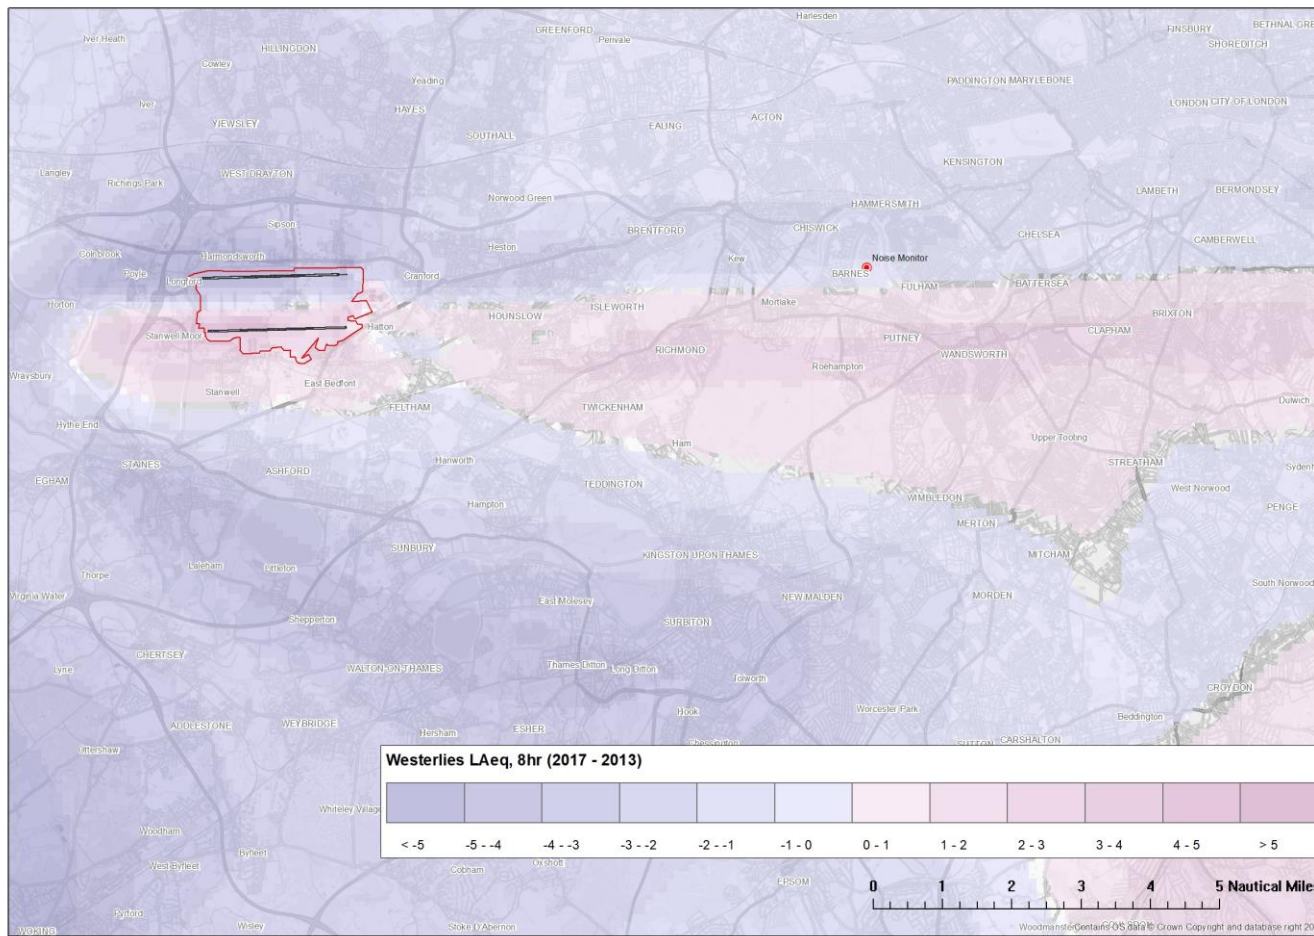 Harlesden
FINSBURY
BETHNAL GRE
Iver Heath
HILLINGDON
GREENFORD
Perivale
SHOREDITCH
Cowley
Yeading
PADDINGTON
MARYLEBONE
Iver
HAYES
LONDON
CITY OF LONDON
YIEWSLEY
SOUTHALL
EALING
ACTON
Langley
Richings Park
WEST DRAYTON
KENSINGTON
Norwood Green
LAMBETH
BERMONDSEY
Sipson
BRENTFORD
CHISWICK
HAMMERSMITH
CHELSEA
CAMBERWELL
Colnbrook
Harmondsworth
Heston
Kew
Noise Monitor
Poyle
Longford
Cranford
BARNES
FULHAM
BATTERSEA
Horton
HOUNSLOW
ISLEWORTH
Mortlake
BRIXTON
Stanwell Moor
Hatton
RICHMOND
PUTNEY
WANDSWORTH
CLAPHAM
Wraysbury
Stanwell
East Bedfont
Roehampton
Dulwich
FELTHAM
TWICKENHAM
Hythe End
Ham
Upper Tooting
STAINES
ASHFORD
Hanworth
STREATHAM
Sydenh
EGHAM
TEDDINGTON
WIMBLEDON
West Norwood
Hampton
MERTON
PENGE
SUNBURY
KINGSTON UPON THAMES
MITCHAM
Thorpe
Laleham
Littleton
South Norwood
Virginia Water
East Molesey
NEW MALDEN
MORDEN
Shepperton
SURBITON
CHERTSEY
Lyne
WALTON-ON-THAMES
Thames Ditton
Long Ditton
Tolworth
CROYDON
ADDLESTONE
WEYBRIDGE
Hook
Worcester Park
Beddington
Ottershaw
Hersham
ESHER
Chessington
SUTTON
CARSHALTON
Westerlies LAeq, 8hr (2017 - 2013)
< -5
-5 - -4
-4 - -3
-3 - -2
-2 - -1
-1 - 0
0 - 1
1 - 2
2 - 3
3 - 4
4 - 5
> 5
Whiteley Village
Woodham
Byfleet
West Byfleet
Cobham
Oxshott
EPSOM
0 1 2 3 4 5 Nautical Miles
Pyrford
WOKING
Wisley
Stoke D'Abernon
Contains OS data © Crown Copyright and database right 20